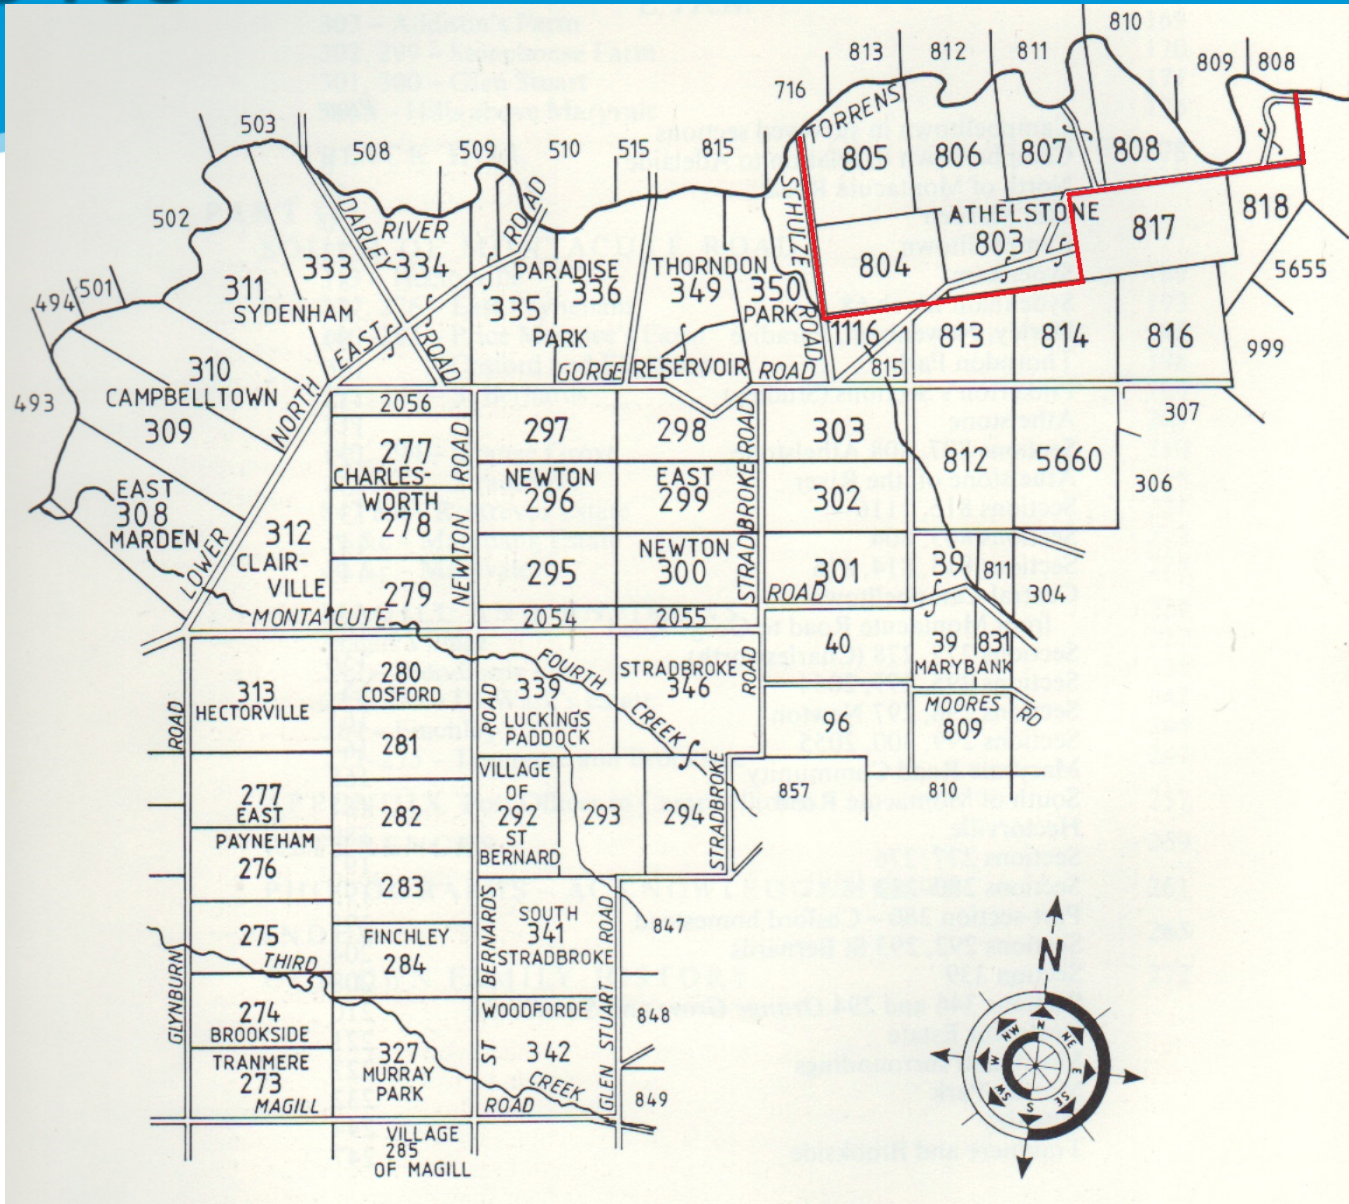 810
813
812
811
809
808
716
503
508
509
510
515
815
TORRENS
805
806
807
808
502
DARLEY
RIVER
ROAD
SCHULZE
ATHELSTONE
803
817
818
333
334
804
PARADISE
336
THORNDON
349
350
5655
494
501
311
SYDENHAM
335
PARK
PARK
ROAD
1116
813
814
816
999
EAST
ROAD
310
GORGE
RESERVOIR
ROAD
815
CAMPBELLTOWN
493
309
NORTH
2056
307
277
ROAD
297
298
303
812
5660
CHARLES-
WORTH
278
NEWTON
296
EAST
299
STRADBROKE ROAD
302
306
EAST
308
MARDEN
312
CLAIR-
VILLE
NEWTON
300
LOWER
279
NEWTON
295
301
39
811
304
ROAD
MONTACUTE
2054
2055
40
39
831
MARYBANK
280
COSFORD
FOURTH
STRADBROKE
346
ROAD
313
HECTORVILLE
ROAD
ROAD
339
LUCKINGS
PADDOCK
CREEK
96
MOORES
RD
809
281
VILLAGE
OF
292
ST
BERNARD
293
294
STRADBROKE
857
810
277
EAST
PAYNEHAM
276
282
283
BERNARDS
SOUTH
341
STRADBROKE
ROAD
847
275
THIRD
FINCHLEY
284
GLYNBURN
274
BROOKSIDE
WOODFORDE
STUART
848
N
TRANMERE
273
327
MURRAY
PARK
ST
342
CREEK
GLEN
849
MAGILL
ROAD
VILLAGE
285
OF MAGILL
N
NE
E
SE
S
SW
W
NW